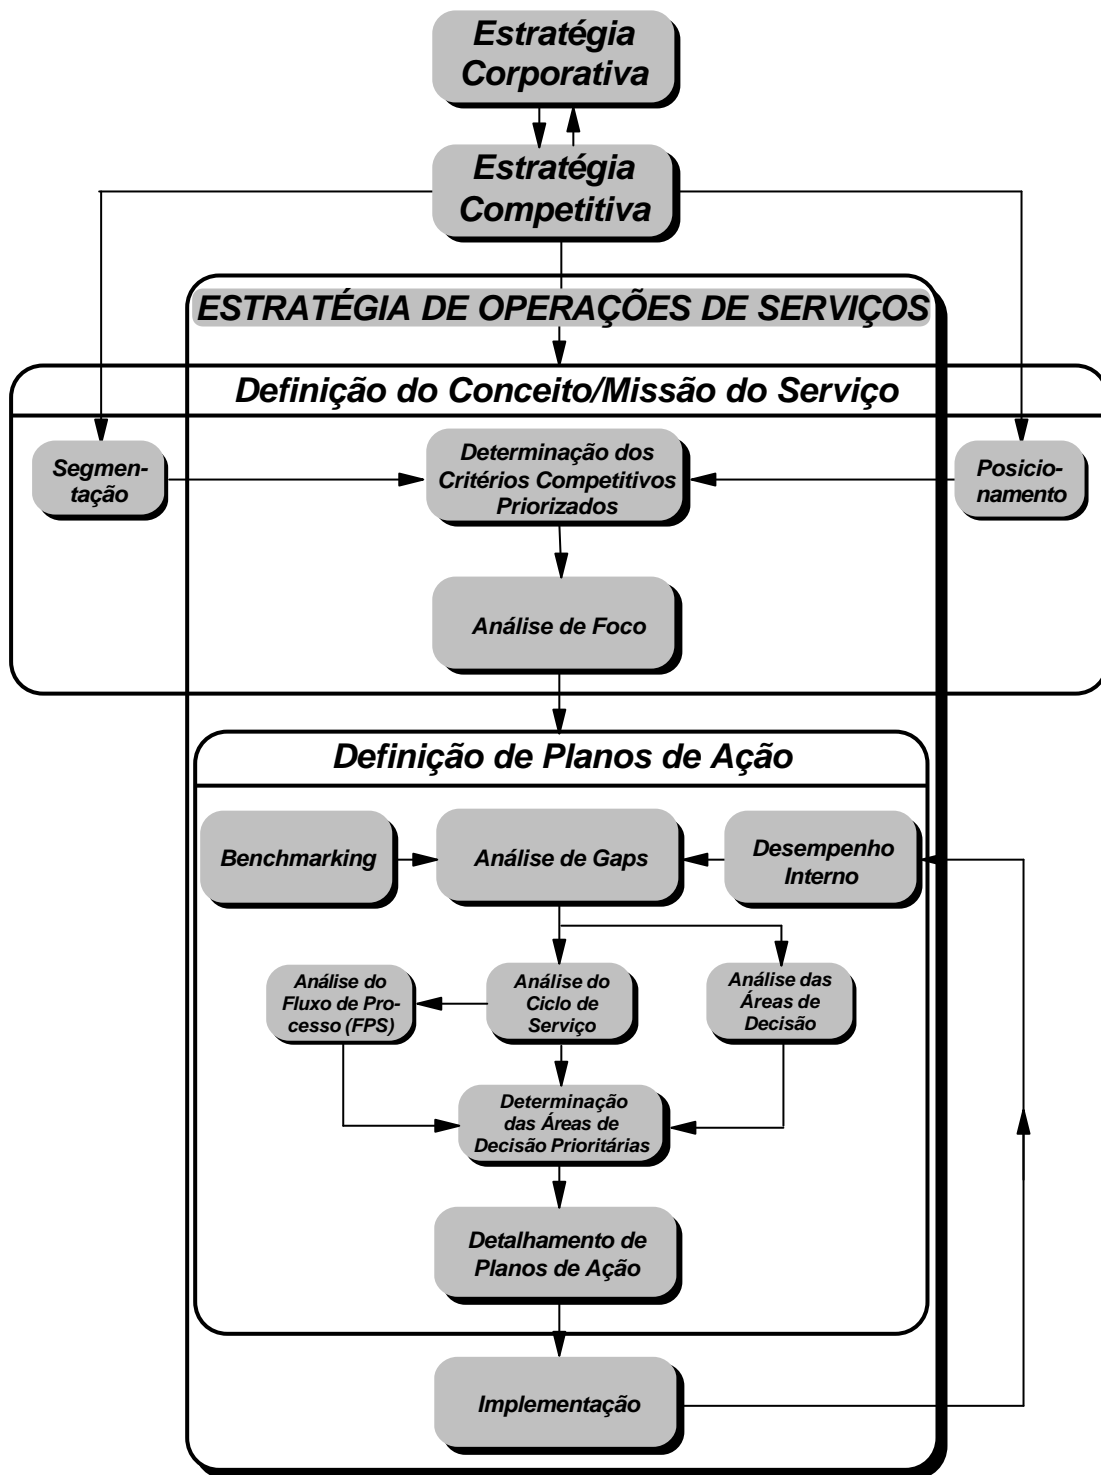 Estratégia
Corporativa
Estratégia
Competitiva
ESTRATÉGIA DE OPERAÇÕES DE SERVIÇOS
Definição do Conceito/Missão do Serviço
Segmen-
tação
Determinação dos
Critérios Competitivos
Priorizados
Posicio-
namento
Análise de Foco
Definição de Planos de Ação
Benchmarking
Análise de Gaps
Desempenho
Interno
Análise do
Fluxo de Pro-
cesso (FPS)
Análise do
Ciclo de
Serviço
Análise das
Áreas de
Decisão
Determinação
das Áreas de
Decisão Prioritárias
Detalhamento de
Planos de Ação
Implementação